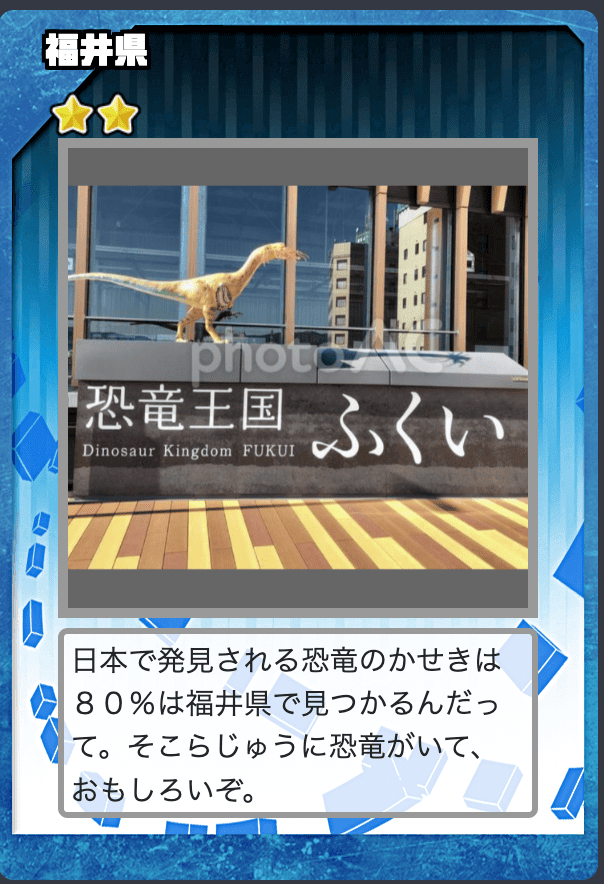 福井県
photoAC
恐竜王国
ふくい
Dinosaur Kingdom FUKUI
日本で発見される恐竜のかせきは
８０％は福井県で見つかるんだっ
て。そこらじゅうに恐竜がいて、
おもしろいぞ。